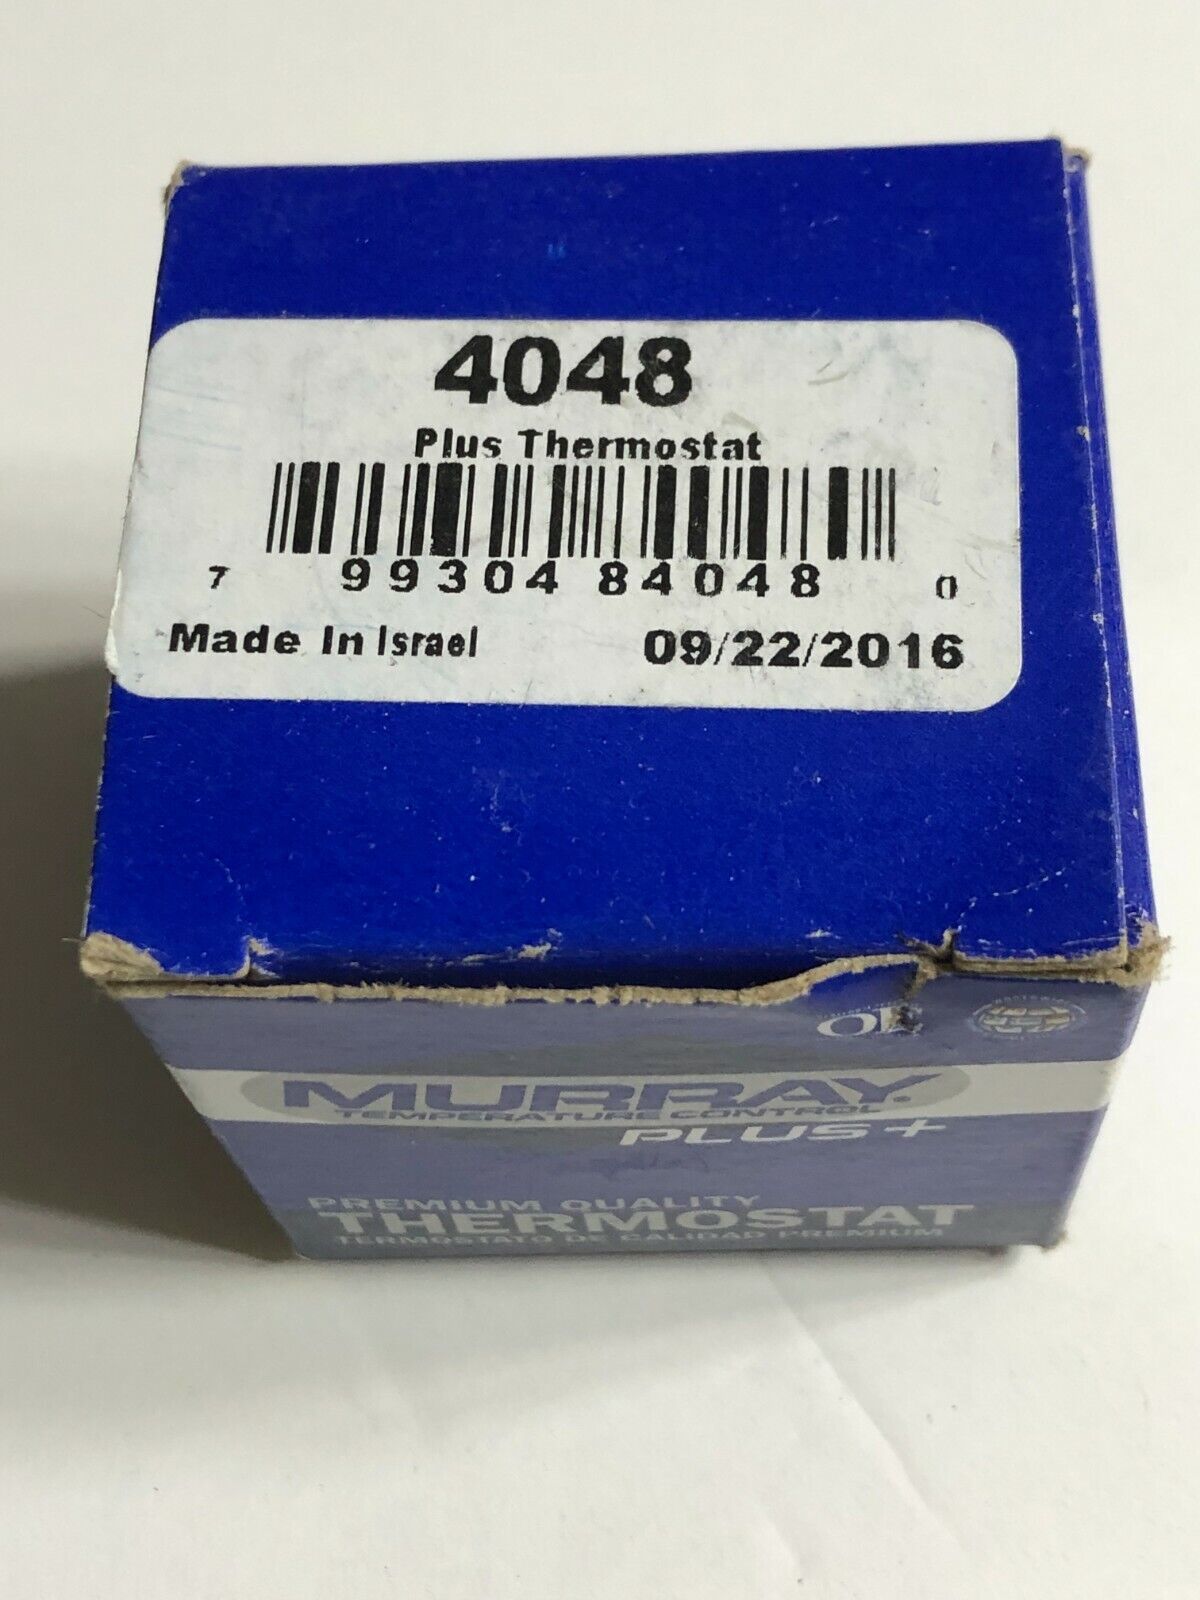 4048
Plus Thermostat
7 99304 84048 0
Made In Israel 09/22/2016
OE
MURRAY
TEMPERATURE CONTROL
PLUS+
PREMIUM QUALITY
THERMOSTAT
TERMOSTATO DE CALIDAD PREMIUM